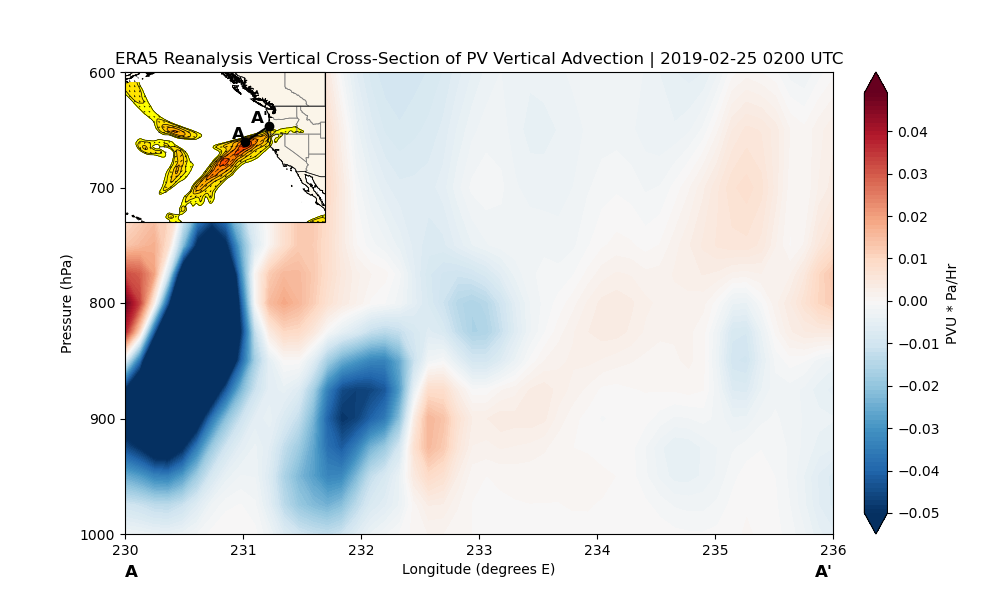 ERA5 Reanalysis Vertical Cross-Section of PV Vertical Advection | 2019-02-25 0200 UTC
600
700
800
900
1000
Pressure (hPa)
A
A'
230
231
232
233
234
235
236
A
Longitude (degrees E)
A'
0.04
0.03
0.02
0.01
0.00
−0.01
−0.02
−0.03
−0.04
−0.05
PVU * Pa/Hr